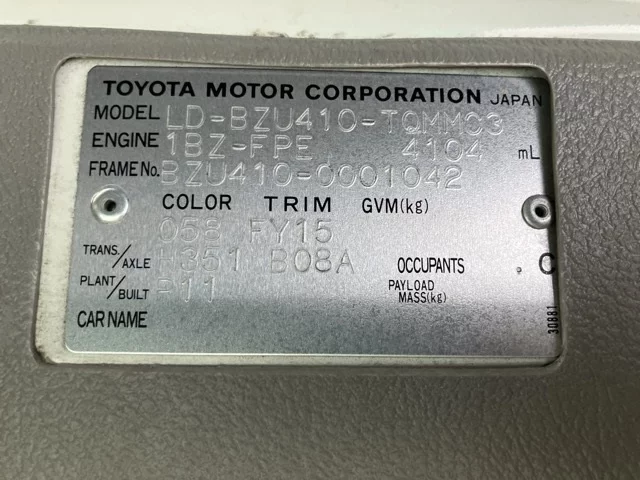 TOYOTA MOTOR CORPORATION JAPAN
MODEL LD-BZU410-TQMMC3
ENGINE 1BZ-FPE 4104 mL
FRAME No. BZU410-0001042
COLOR TRIM GVM(kg)
058 FY15
TRANS./AXLE H351 B08A OCCUPANTS C
PLANT/BUILT P11 PAYLOAD MASS(kg)
CAR NAME
30881